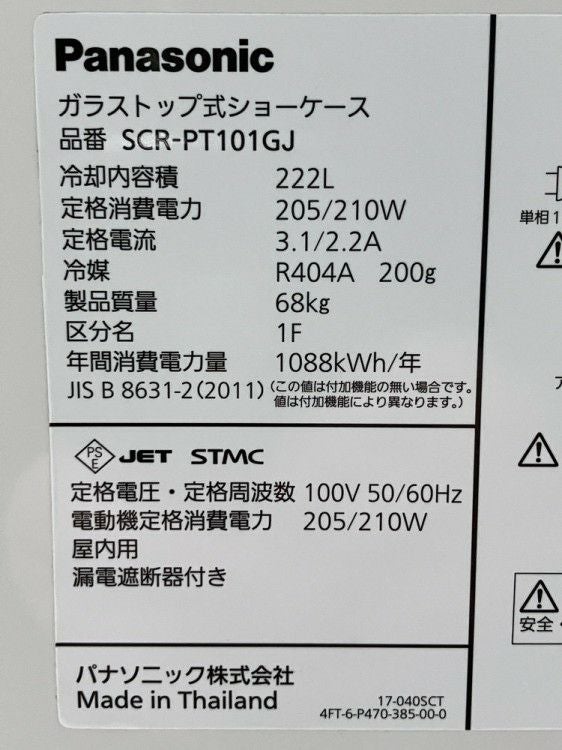 Panasonic
ガラストップ式ショーケース
品番 SCR-PT101GJ
冷却内容積 222L
定格消費電力 205/210W
定格電流 3.1/2.2A
冷媒 R404A 200g
製品質量 68kg
区分名 1F
年間消費電力量 1088kWh/年
JIS B 8631-2(2011) (この値は付加機能の無い場合です。
値は付加機能により異なります。)
PS
E
JET STMC
定格電圧・定格周波数 100V 50/60Hz
電動機定格消費電力 205/210W
屋内用
漏電遮断器付き
パナソニック株式会社
Made in Thailand
17-040SCT
4FT-6-P470-385-00-0
単相1
安全・